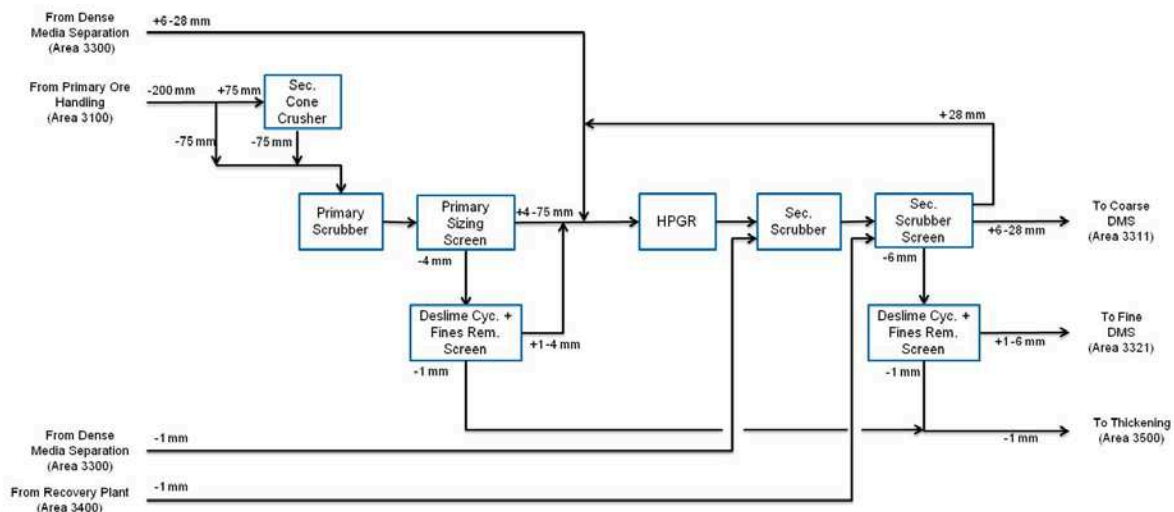 From Dense
Media Separation
(Area 3300)
+6-28 mm
From Primary Ore
Handling
(Area 3100)
-200 mm
+75 mm
Sec.
Cone
Crusher
-75 mm
-75 mm
+28 mm
Primary
Scrubber
Primary
Sizing
Screen
+4-75 mm
HPGR
Sec.
Scrubber
Sec.
Scrubber
Screen
To Coarse
DMS
(Area 3311)
+6-28 mm
-4 mm
-6 mm
Deslime Cyc. +
Fines Rem.
Screen
+1-4 mm
Deslime Cyc. +
Fines Rem.
Screen
+1-6 mm
To Fine
DMS
(Area 3321)
-1 mm
-1 mm
From Dense
Media Separation
(Area 3300)
-1 mm
To Thickening
(Area 3500)
-1 mm
From Recovery Plant
(Area 3400)
-1 mm